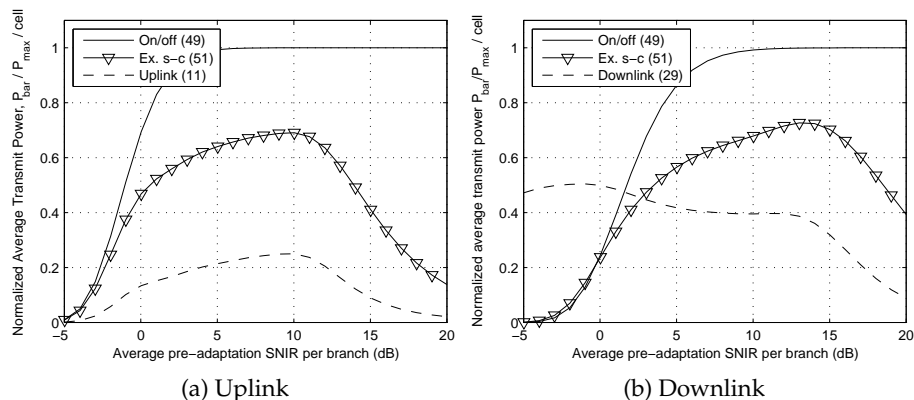 Normalized Average Transmit Power, P_bar / P_max / cell
1
0.8
0.6
0.4
0.2
0
On/off (49)
Ex. s−c (51)
Uplink (11)
−5
0
5
10
15
20
Average pre−adaptation SNIR per branch (dB)
(a) Uplink
Normalized average transmit power P_bar/P_max / cell
1
0.8
0.6
0.4
0.2
0
On/off (49)
Ex. s−c (51)
Downlink (29)
−5
0
5
10
15
20
Average pre−adaptation SNIR per branch (dB)
(b) Downlink